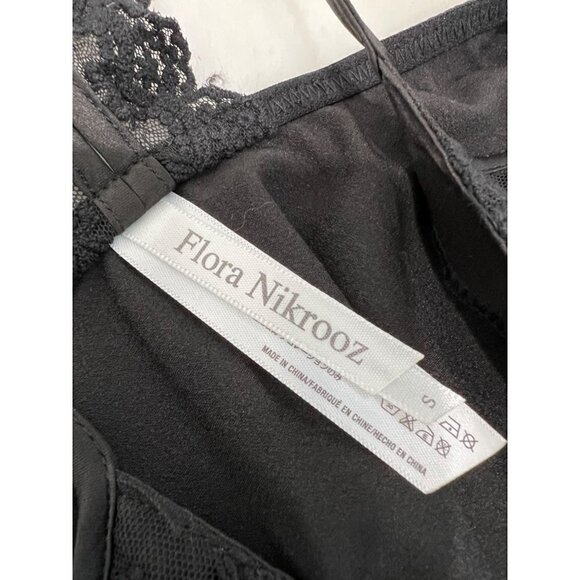 Flora Nikrooz
S
MADE IN CHINA/FABRIQUÉ EN CHINE/HECHO EN CHINA